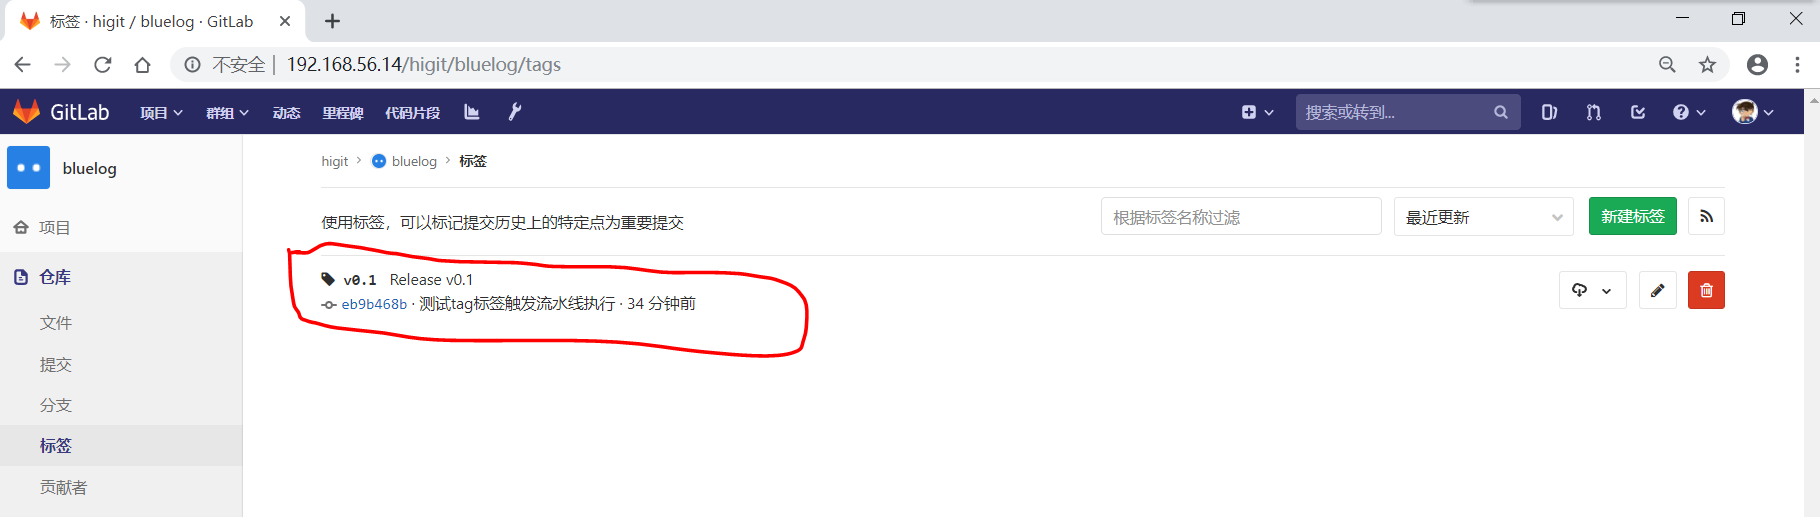 标签 · higit / bluelog · GitLab
不安全 | 192.168.56.14/higit/bluelog/tags
GitLab 项目 群组 动态 里程碑 代码片段 搜索或转到...
bluelog
higit › bluelog › 标签
项目
使用标签，可以标记提交历史上的特定点为重要提交 根据标签名称过滤 最近更新 新建标签
仓库
v0.1 Release v0.1
eb9b468b · 测试tag标签触发流水线执行 · 34 分钟前
文件
提交
分支
标签
贡献者